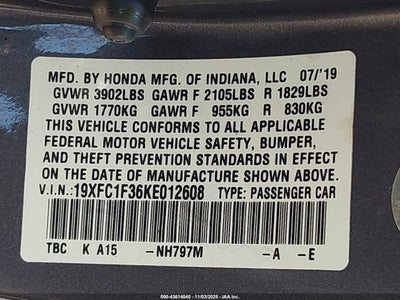 MFD. BY HONDA MFG. OF INDIANA, LLC 07/'19
GVWR 3902LBS GAWR F 2105LBS R 1829LBS
GVWR 1770KG GAWR F 955KG R 830KG
THIS VEHICLE CONFORMS TO ALL APPLICABLE
FEDERAL MOTOR VEHICLE SAFETY, BUMPER,
AND THEFT PREVENTION STANDARDS IN EFFECT
ON THE DATE OF MANUFACTURE SHOWN ABOVE.
V.I.N.:19XFC1F36KE012608 TYPE: PASSENGER CAR
TBC K A15 -NH797M -A -E
000-43614040 - 11/03/2025 - IAA Inc.